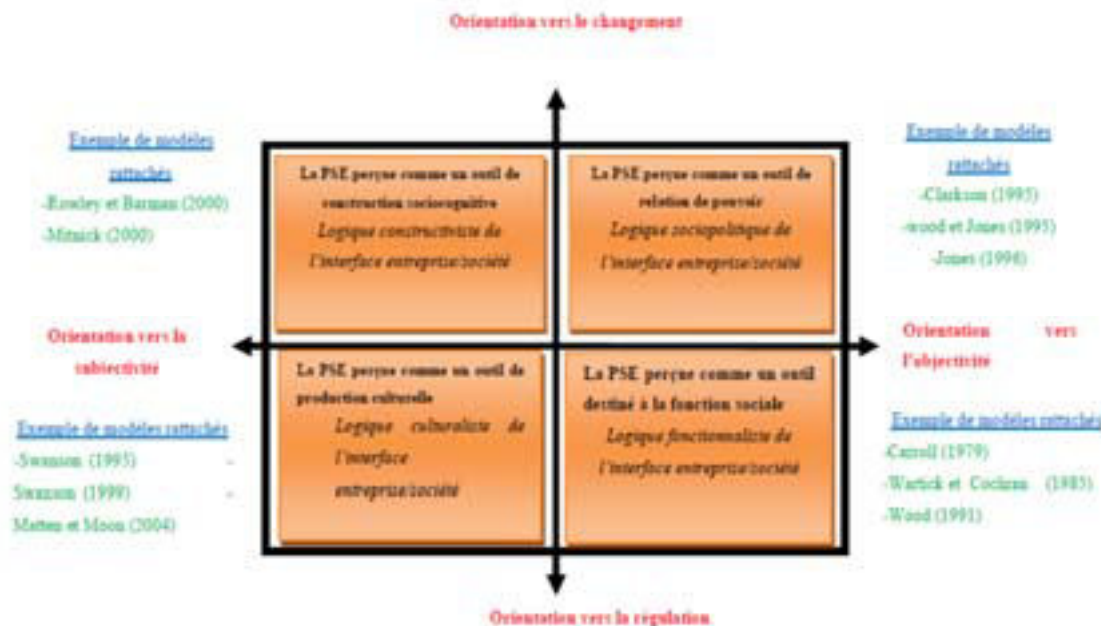 Orientation vers le changement
Exemple de modèles
rattachés
-Rowley et Barman (2000)
-Mitnick (2000)
La PSE perçue comme un outil de
construction sociocognitive
Logique constructiviste de
l'interface entreprise/société
La PSE perçue comme un outil de
relation de pouvoir
Logique sociopolitique de
l'interface entreprise/société
Exemple de modèles
rattachés
-Clarkson (1995)
-wood et Jones (1995)
-Jones (1996)
Orientation vers la
subjectivité
Orientation vers
l'objectivité
Exemple de modèles rattachés
-Swanson (1995) -
Swanson (1999) -
Matten et Moon (2004)
La PSE perçue comme un outil de
production culturelle
Logique culturaliste de
l'interface
entreprise/société
La PSE perçue comme un outil
destiné à la fonction sociale
Logique fonctionnaliste de
l'interface entreprise/société
Exemple de modèles rattachés
-Carroll (1979)
-Wartick et Cochran (1985)
-Wood (1991)
Orientation vers la régulation.